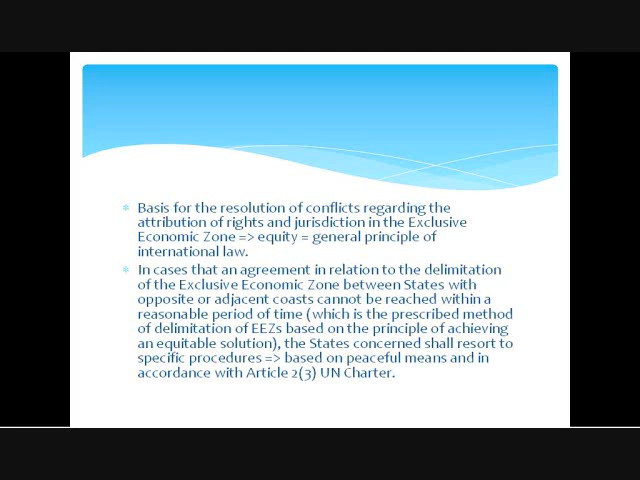 * Basis for the resolution of conflicts regarding the
attribution of rights and jurisdiction in the Exclusive
Economic Zone => equity = general principle of
international law.
* In cases that an agreement in relation to the delimitation
of the Exclusive Economic Zone between States with
opposite or adjacent coasts cannot be reached within a
reasonable period of time (which is the prescribed method
of delimitation of EEZs based on the principle of achieving
an equitable solution), the States concerned shall resort to
specific procedures => based on peaceful means and in
accordance with Article 2(3) UN Charter.